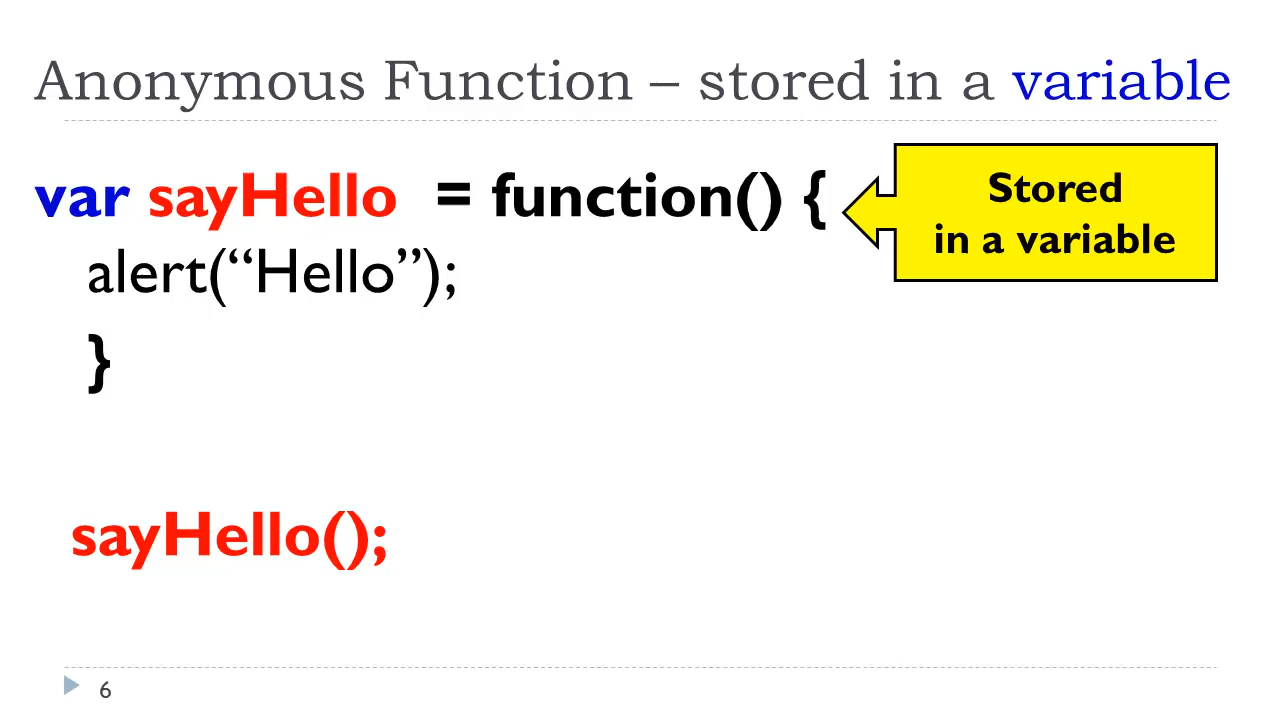 Anonymous Function – stored in a variable
var sayHello = function() {
Stored
in a variable
alert(“Hello”);
}
sayHello();
6